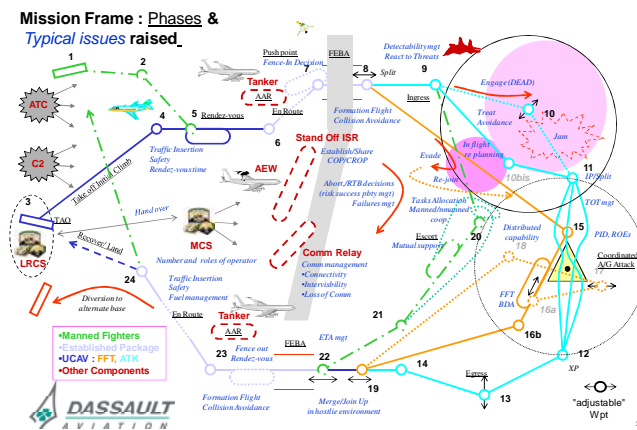 Mission Frame : Phases &
Typical issues raised
1
2
3
4
5
6
7
8
9
10
10bis
11
12
13
14
15
16a
16b
17
18
19
20
21
22
23
24
ATC
C2
LRCS
TAO
Take off Initial Climb
Recover / Land
Hand over
MCS
Number and roles of operator
Rendez-vous
Traffic Insertion
Safety
Rendez-vous time
En Route
Push point
Fence-In Decision
Tanker
AAR
FEBA
Split
Formation Flight
Collision Avoidance
Stand Off ISR
Establish/Share
COP/CROP
AEW
Abort/RTB decisions
(risk success pby mgt)
Failures mgt
Comm Relay
Comm management
•Connectivity
•Intervisibility
•Loss of Comm
Detectability mgt
React to Threats
Ingress
Engage (DEAD)
Treat
Avoidance
Jam
In flight
re planning
Evade
Re-join
IP/Split
TOT mgt
Tasks Allocation
Manned/nmanned
coop.
Escort
Mutual support
Distributed
capability
PID, ROEs
Coordinated
A/G Attack
FFT
BDA
XP
Egress
"adjustable"
Wpt
ETA mgt
Merge/Join Up
in hostlie environment
FEBA
Tanker
AAR
Fence out
Rendez-vous
Formation Flight
Collision Avoidance
En Route
Traffic Insertion
Safety
Fuel management
Diversion to
alternate base
•Manned Fighters
•Established Package
•UCAV : FFT, ATK
•Other Components
DASSAULT
AVIATION